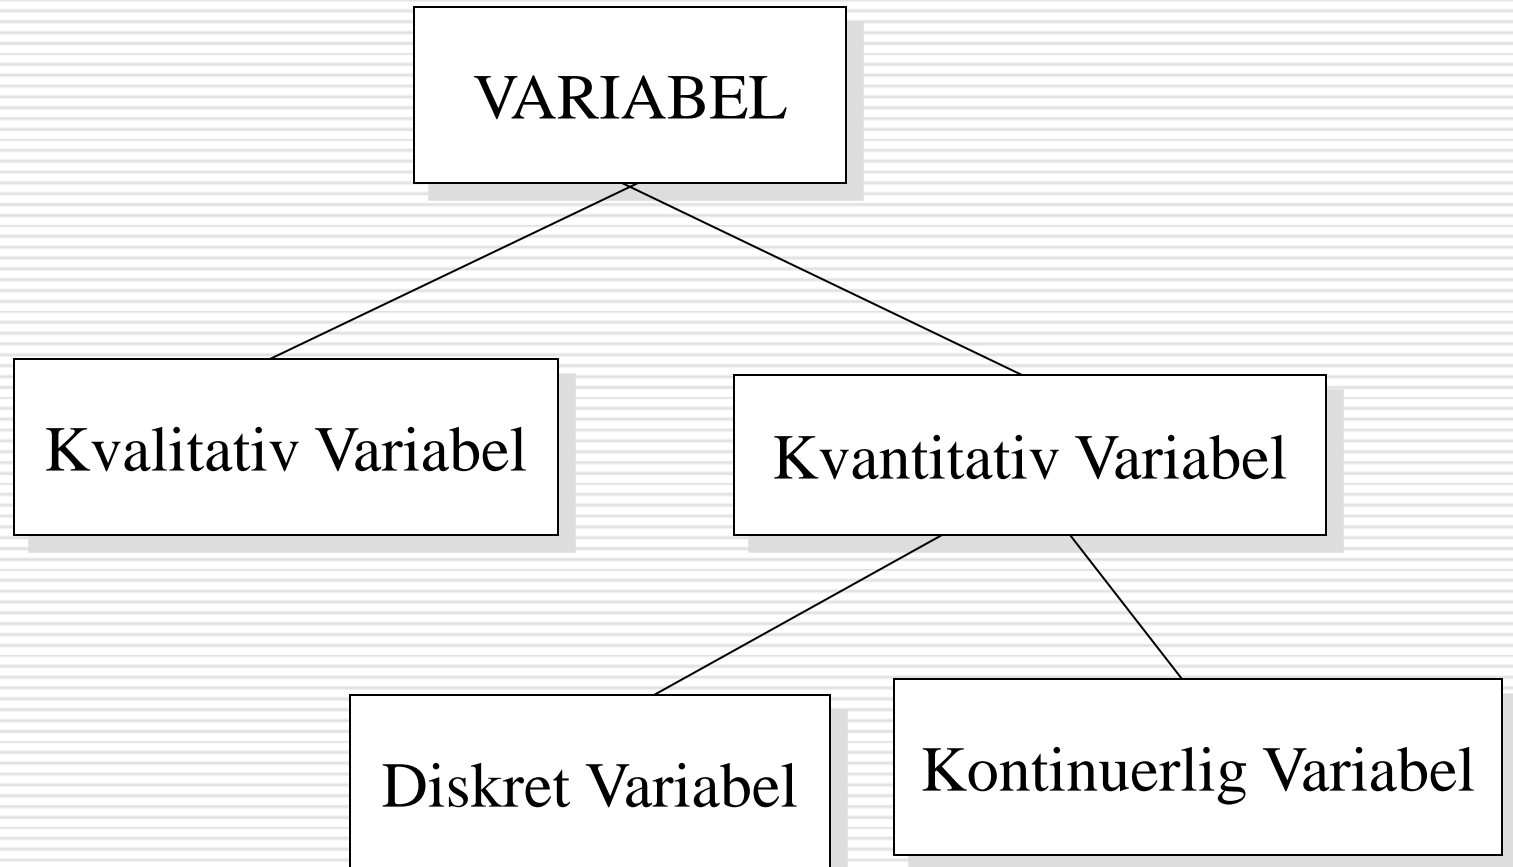 VARIABEL
Kvalitativ Variabel
Kvantitativ Variabel
Diskret Variabel
Kontinuerlig Variabel